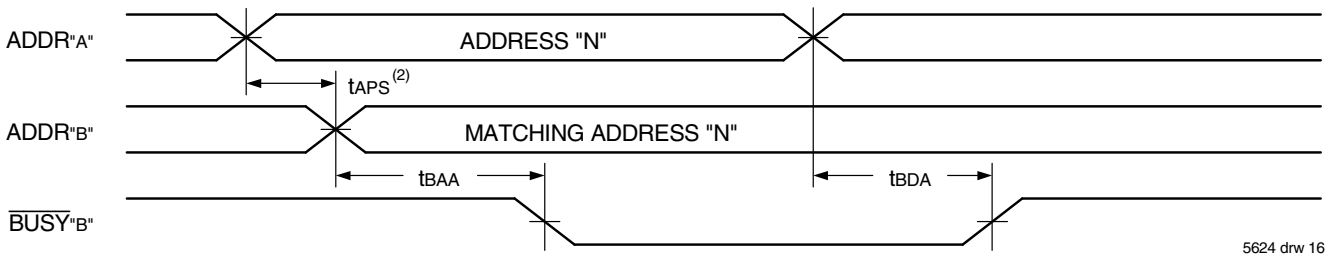 ADDR"A" ADDRESS "N"
tAPS (2)
ADDR"B" MATCHING ADDRESS "N"
tBAA tBDA
BUSY"B"
5624 drw 16